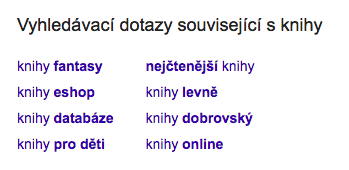 Vyhledávací dotazy související s knihy
knihy fantasy
nejčtenější knihy
knihy eshop
knihy levně
knihy databáze
knihy dobrovský
knihy pro děti
knihy online